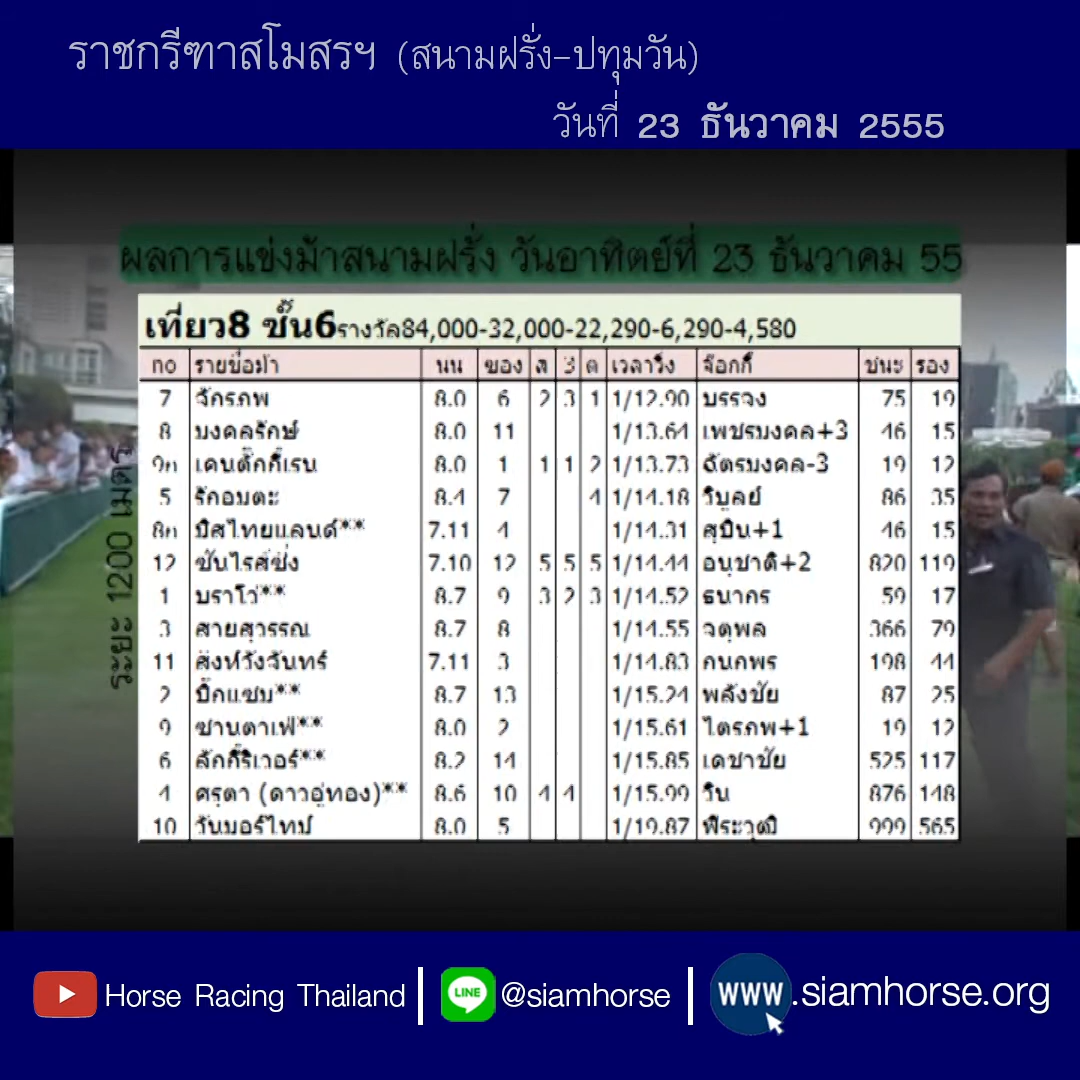 ราชกรีฑาสโมสรฯ (สนามฝรั่ง-ปทุมวัน)
วันที่ 23 ธันวาคม 2555
ผลการแข่งม้าสนามฝรั่ง วันอาทิตย์ที่ 23 ธันวาคม 55
เที่ยว8 ชั้น6รางวัล84,000-32,000-22,290-6,290-4,580
no รายชื่อม้า นน ของ ส 3 ต เวลาวิ่ง จ๊อกกี้ ชนะ รอง
7 จักรภพ 8.0 6 2 3 1 1/12.90 บรรจง 75 19
8 มงคลรักษ์ 8.0 11 1/13.64 เพชรมงคล+3 46 15
9ก เคนตั๊กกี้เรน 8.0 1 1 1 2 1/13.73 ฉัตรมงคล-3 19 12
5 รักอมตะ 8.4 7 4 1/14.18 วิบูลย์ 86 35
8ก มิสไทยแลนด์** 7.11 4 1/14.31 สุบิน+1 46 15
12 ซันไรส์ซิ่ง 7.10 12 5 5 5 1/14.44 อนุชาติ+2 820 119
1 บราโว่** 8.7 9 3 2 3 1/14.52 ธนากร 59 17
3 สายสุวรรณ 8.7 8 1/14.55 จตุพล 366 79
11 สิงห์วังจันทร์ 7.11 3 1/14.83 กนกพร 198 44
2 บิ๊กแชมป์** 8.7 13 1/15.24 พลังชัย 87 25
9 ซานตาเฟ่** 8.0 2 1/15.61 ไตรภพ+1 19 12
6 ลักกี้ริเวอร์** 8.2 14 1/15.85 เดชาชัย 525 117
4 ศรุตา (ดาวอู่ทอง)** 8.6 10 4 4 1/15.99 วิน 876 148
10 วันมอร์ไทม์ 8.0 5 1/19.87 พีระวุฒิ 999 565
ระยะ 1200 เมตร
Horse Racing Thailand
LINE @siamhorse
www.siamhorse.org